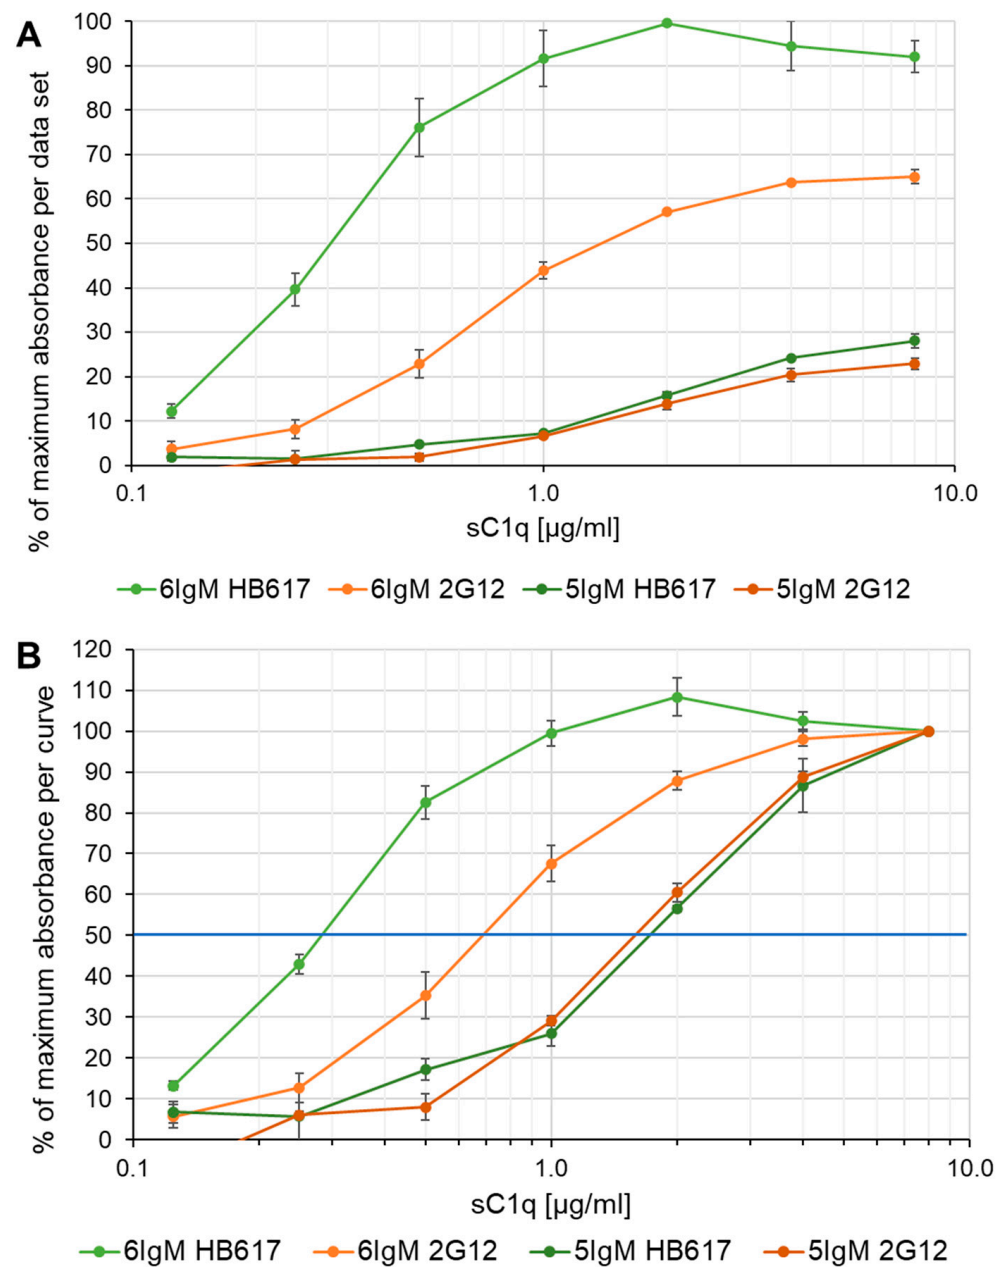 A
% of maximum absorbance per data set
100
90
80
70
60
50
40
30
20
10
0
0.1 1.0 10.0
sC1q [µg/ml]
6IgM HB617 6IgM 2G12 5IgM HB617 5IgM 2G12
B
% of maximum absorbance per curve
120
110
100
90
80
70
60
50
40
30
20
10
0
0.1 1.0 10.0
sC1q [µg/ml]
6IgM HB617 6IgM 2G12 5IgM HB617 5IgM 2G12